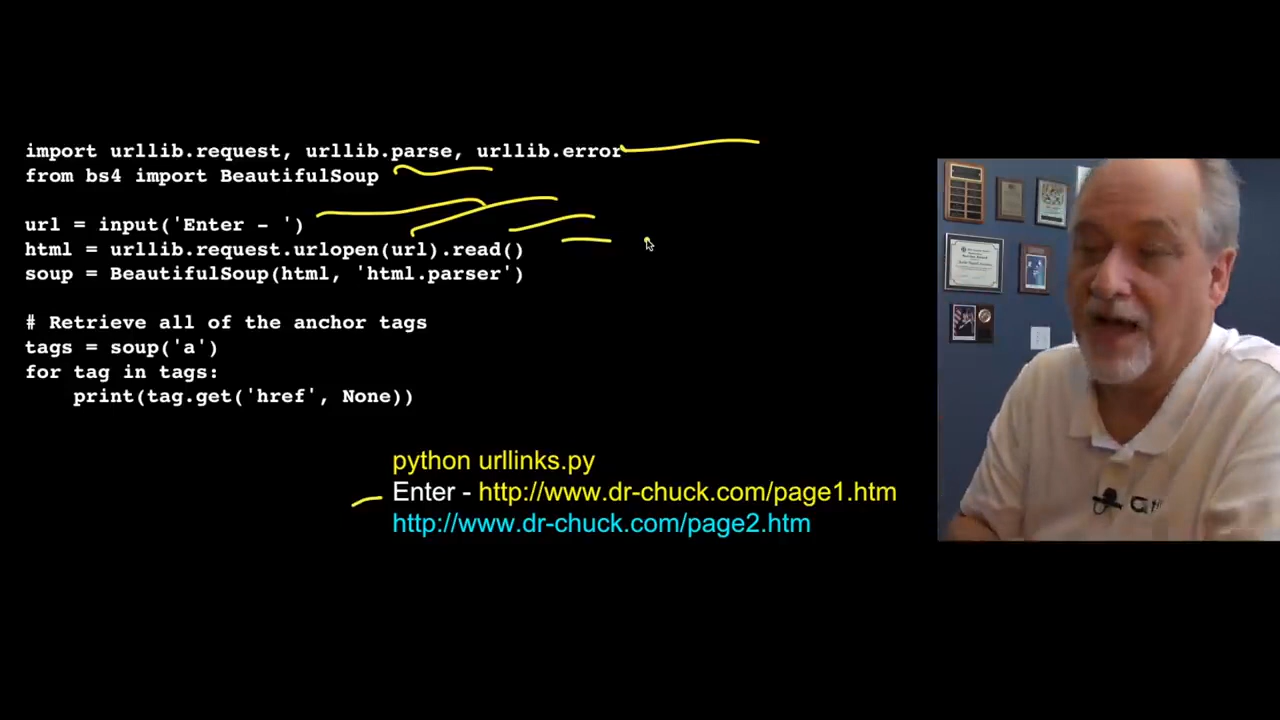 import urllib.request, urllib.parse, urllib.error
from bs4 import BeautifulSoup
url = input('Enter - ')
html = urllib.request.urlopen(url).read()
soup = BeautifulSoup(html, 'html.parser')
# Retrieve all of the anchor tags
tags = soup('a')
for tag in tags:
    print(tag.get('href', None))
python urllinks.py
Enter - http://www.dr-chuck.com/page1.htm
http://www.dr-chuck.com/page2.htm